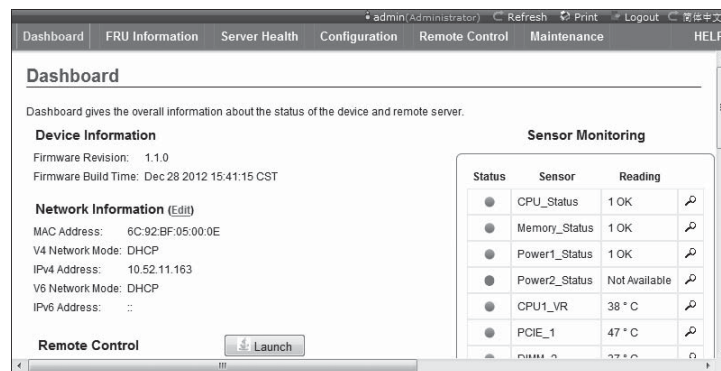 admin(Administrator) Refresh Print Logout 简体中文
Dashboard FRU Information Server Health Configuration Remote Control Maintenance HELP
Dashboard
Dashboard gives the overall information about the status of the device and remote server.
Device Information
Firmware Revision: 1.1.0
Firmware Build Time: Dec 28 2012 15:41:15 CST
Network Information (Edit)
MAC Address: 6C:92:BF:05:00:0E
V4 Network Mode: DHCP
IPv4 Address: 10.52.11.163
V6 Network Mode: DHCP
IPv6 Address: ::
Remote Control Launch
Sensor Monitoring
Status Sensor Reading
CPU_Status 1 OK
Memory_Status 1 OK
Power1_Status 1 OK
Power2_Status Not Available
CPU1_VR 38 ° C
PCIE_1 47 ° C